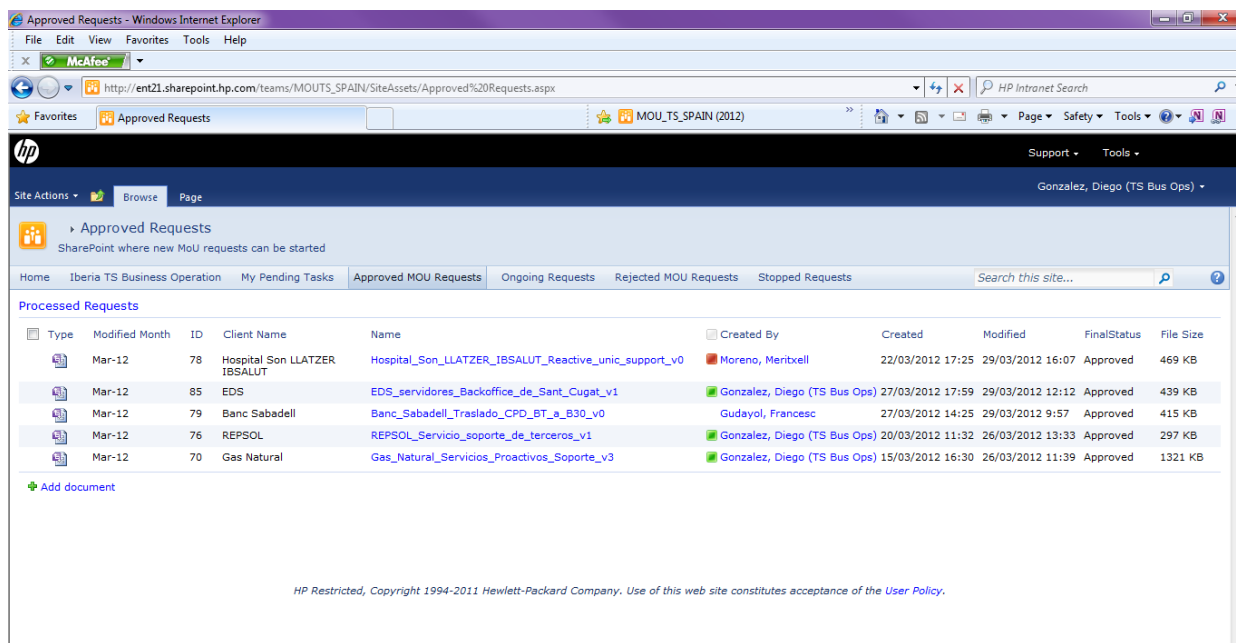 Approved Requests - Windows Internet Explorer
File Edit View Favorites Tools Help
x McAfee
http://ent21.sharepoint.hp.com/teams/MOUTS_SPAIN/SiteAssets/Approved%20Requests.aspx HP Intranet Search
Favorites Approved Requests MOU_TS_SPAIN (2012) » Page Safety Tools
hp Support Tools
Site Actions Browse Page Gonzalez, Diego (TS Bus Ops)
Approved Requests
SharePoint where new MoU requests can be started
Home Iberia TS Business Operation My Pending Tasks Approved MOU Requests Ongoing Requests Rejected MOU Requests Stopped Requests Search this site...
Processed Requests
Type Modified Month ID Client Name Name Created By Created Modified FinalStatus File Size
Mar-12 78 Hospital Son LLATZER Hospital_Son_LLATZER_IBSALUT_Reactive_unic_support_v0 Moreno, Meritxell 22/03/2012 17:25 29/03/2012 16:07 Approved 469 KB
IBSALUT
Mar-12 85 EDS EDS_servidores_Backoffice_de_Sant_Cugat_v1 Gonzalez, Diego (TS Bus Ops) 27/03/2012 17:59 29/03/2012 12:12 Approved 439 KB
Mar-12 79 Banc Sabadell Banc_Sabadell_Traslado_CPD_BT_a_B30_v0 Gudayol, Francesc 27/03/2012 14:25 29/03/2012 9:57 Approved 415 KB
Mar-12 76 REPSOL REPSOL_Servicio_soporte_de_terceros_v1 Gonzalez, Diego (TS Bus Ops) 20/03/2012 11:32 26/03/2012 13:33 Approved 297 KB
Mar-12 70 Gas Natural Gas_Natural_Servicios_Proactivos_Soporte_v3 Gonzalez, Diego (TS Bus Ops) 15/03/2012 16:30 26/03/2012 11:39 Approved 1321 KB
Add document
HP Restricted, Copyright 1994-2011 Hewlett-Packard Company. Use of this web site constitutes acceptance of the User Policy.